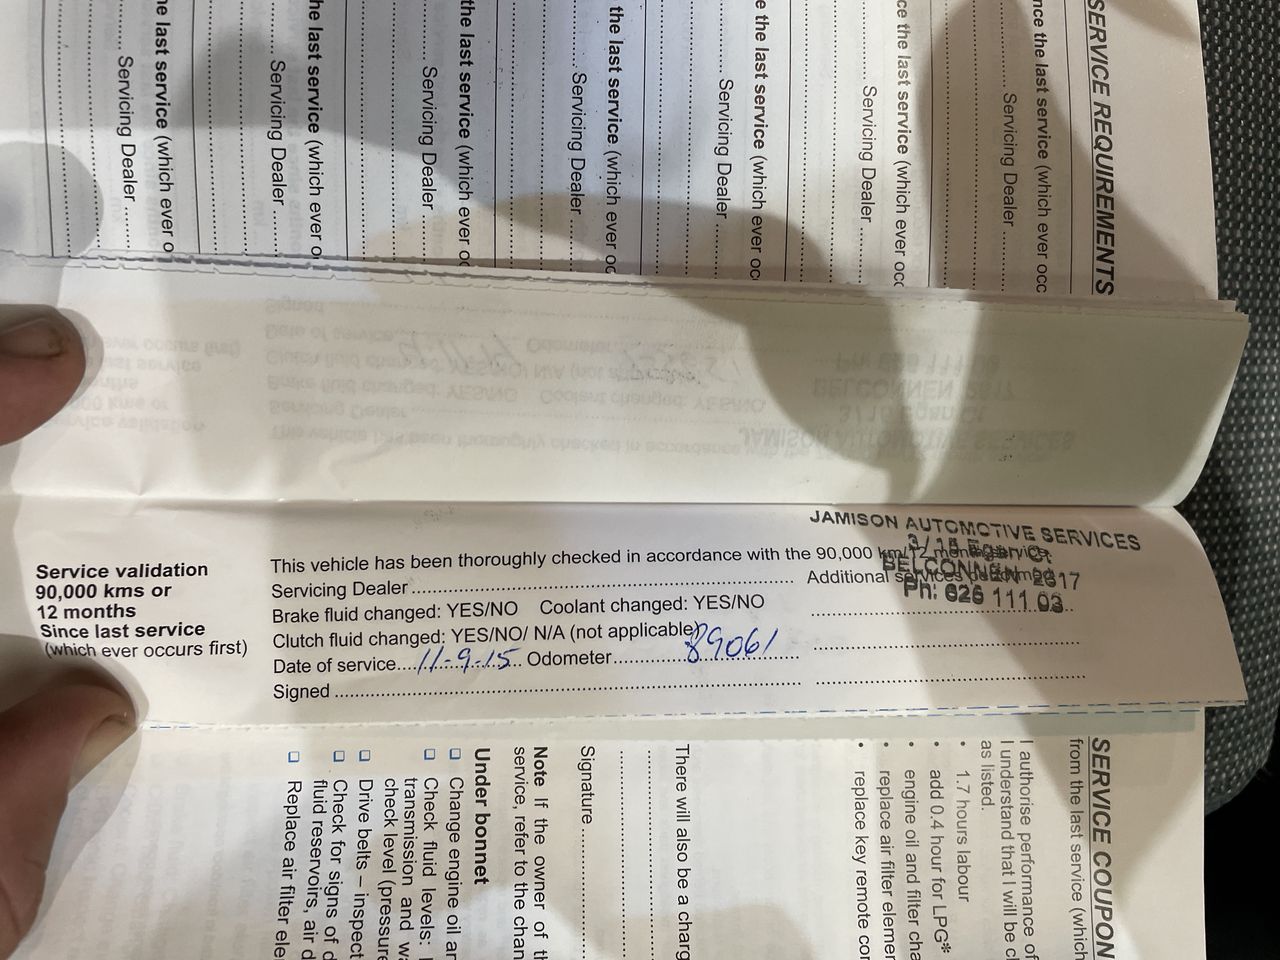 SERVICE REQUIREMENTS
nce the last service (which ever occ
Servicing Dealer
ce the last service (which ever occ
Servicing Dealer
e the last service (which ever occ
Servicing Dealer
the last service (which ever oc
Servicing Dealer
the last service (which ever oc
Servicing Dealer
he last service (which ever o
Servicing Dealer
he last service (which ever o
Servicing Dealer
Service validation
90,000 kms or
12 months
Since last service
(which ever occurs first)
This vehicle has been thoroughly checked in accordance with the 90,000 km/12 month service.
Servicing Dealer
Additional services
Brake fluid changed: YES/NO Coolant changed: YES/NO
Clutch fluid changed: YES/NO/ N/A (not applicable)
Date of service 11-9-15 Odometer 89061
Signed
JAMISON AUTOMOTIVE SERVICES
BELCONNEN 2617
Ph: 626 111 03
SERVICE COUPON
from the last service (which
I authorise performance of
I understand that I will be cl
as listed.
• 1.7 hours labour
• add 0.4 hour for LPG*
• engine oil and filter cha
• replace air filter elemer
• replace key remote cor
There will also be a charg
Signature
Note If the owner of th
service, refer to the chan
Under bonnet
Change engine oil an
Check fluid levels:
transmission and wa
check level (pressure
Drive belts – inspect
Check for signs of d
fluid reservoirs, air d
Replace air filter ele